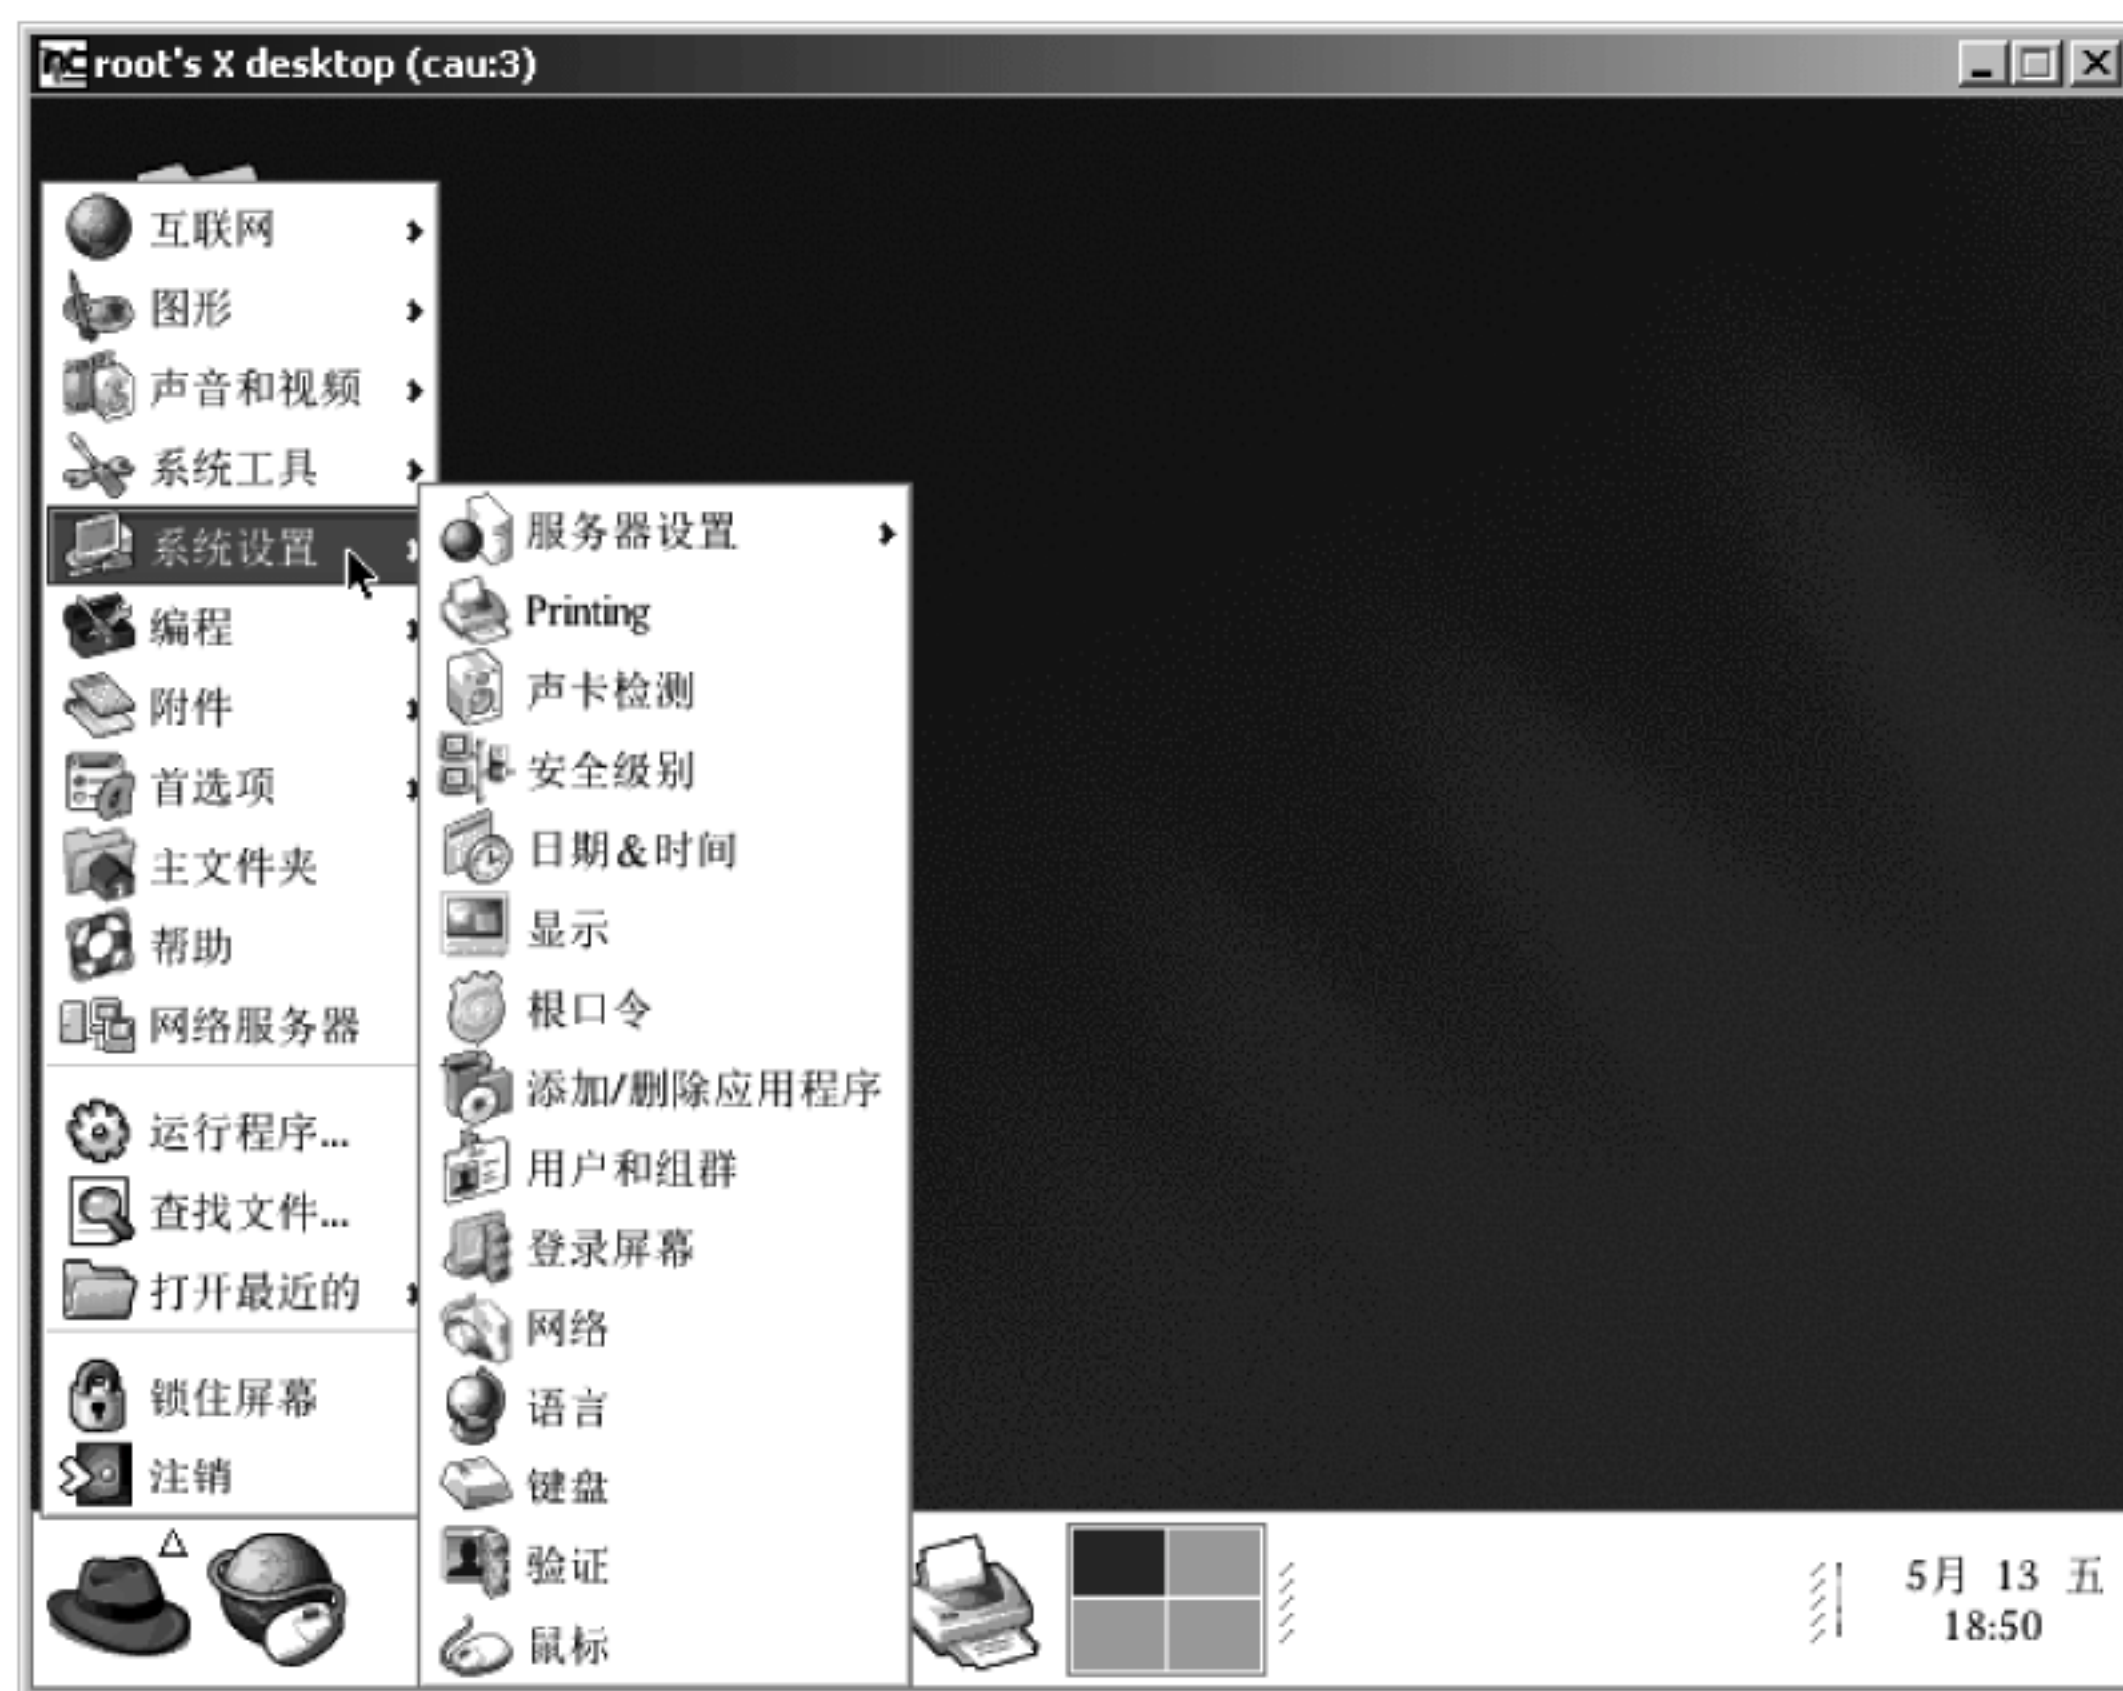 root's X desktop (cau:3)
互联网
图形
声音和视频
系统工具
系统设置
编程
附件
首选项
主文件夹
帮助
网络服务器
运行程序...
查找文件...
打开最近的
锁住屏幕
注销
服务器设置
Printing
声卡检测
安全级别
日期&时间
显示
根口令
添加/删除应用程序
用户和组群
登录屏幕
网络
语言
键盘
验证
鼠标
5月 13 五
18:50